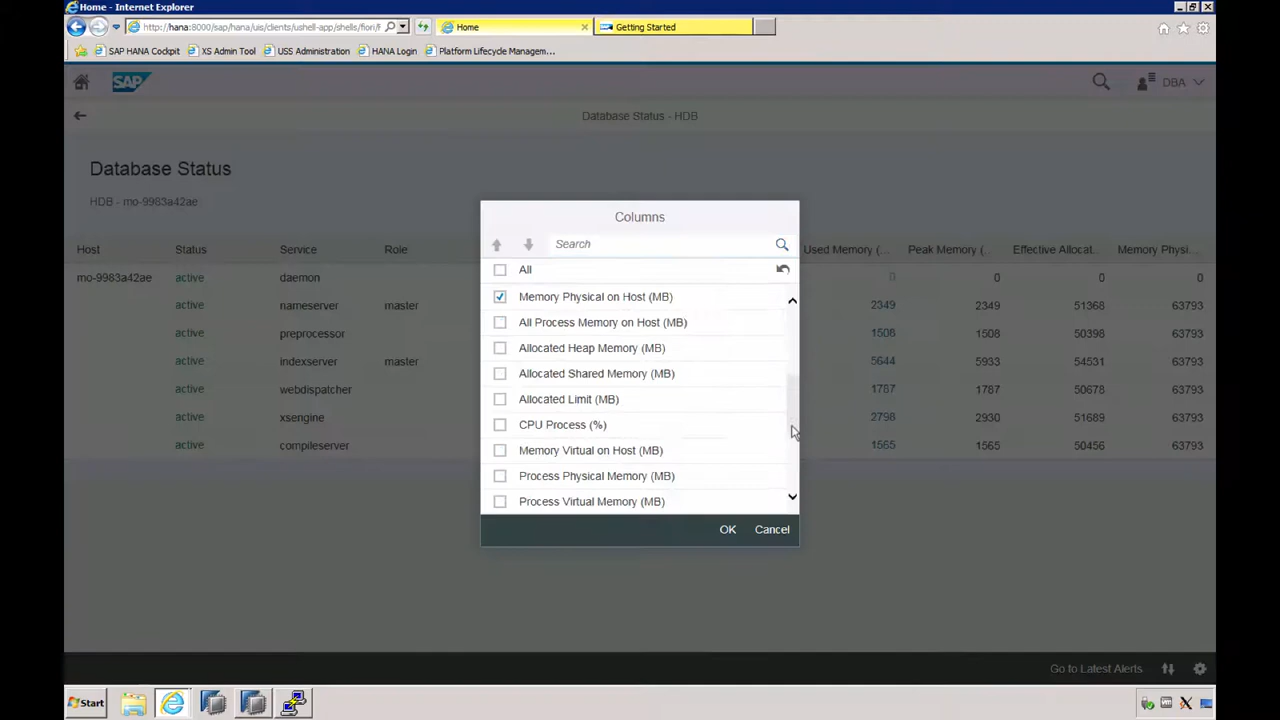 Home - Internet Explorer
http://hana:8000/sap/hana/uis/clients/ushell-app/shells/fiori/F
Home
Getting Started
SAP HANA Cockpit XS Admin Tool USS Administration HANA Login Platform Lifecycle Managem...
SAP
DBA
Database Status - HDB
Database Status
HDB - mo-9983a42ae
Columns
Search
Host Status Service Role Used Memory (... Peak Memory (... Effective Allocat... Memory Physi...
All
mo-9983a42ae active daemon 0 0 0 0
Memory Physical on Host (MB)
active nameserver master 2349 2349 51368 63793
All Process Memory on Host (MB)
active preprocessor 1508 1508 50398 63793
Allocated Heap Memory (MB)
active indexserver master 5644 5933 54531 63793
Allocated Shared Memory (MB)
active webdispatcher 1787 1787 50678 63793
Allocated Limit (MB)
active xsengine 2798 2930 51689 63793
CPU Process (%)
active compileserver 1565 1565 50456 63793
Memory Virtual on Host (MB)
Process Physical Memory (MB)
Process Virtual Memory (MB)
OK Cancel
Go to Latest Alerts
Start